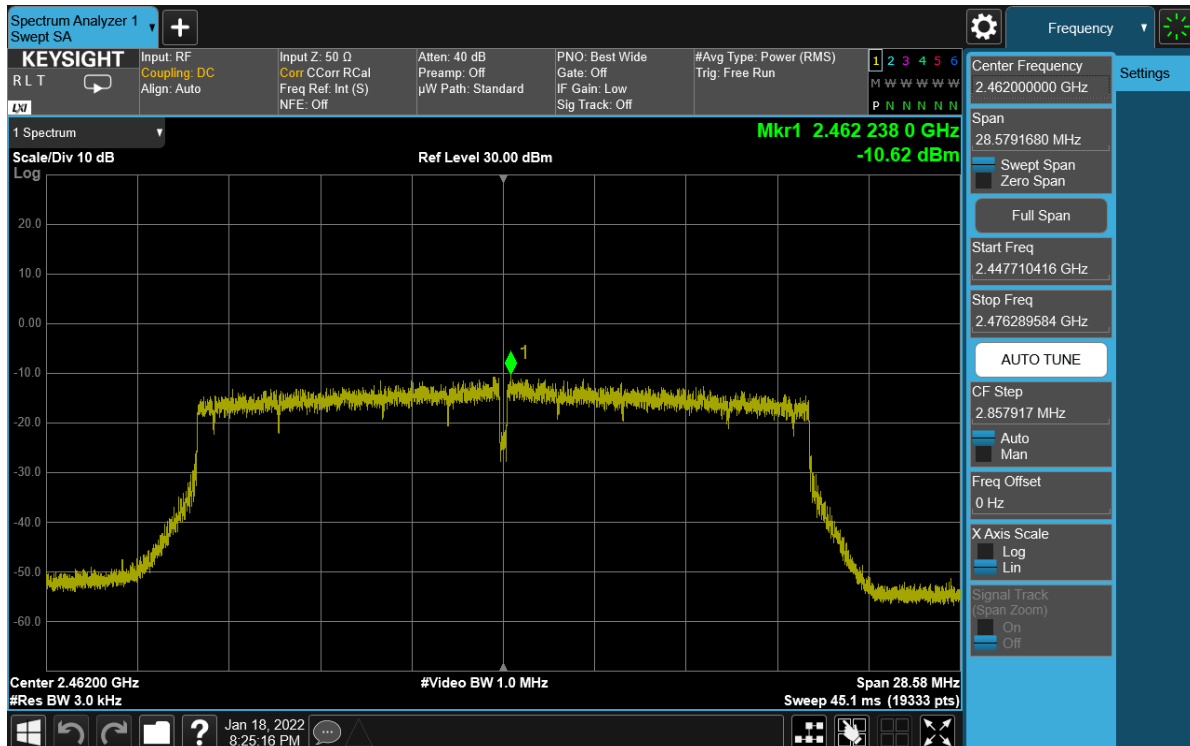 Spectrum Analyzer 1
Swept SA
+
Frequency
KEYSIGHT
R L T
LXI
Input: RF
Coupling: DC
Align: Auto
Input Z: 50 Ω
Corr CCorr RCal
Freq Ref: Int (S)
NFE: Off
Atten: 40 dB
Preamp: Off
µW Path: Standard
PNO: Best Wide
Gate: Off
IF Gain: Low
Sig Track: Off
#Avg Type: Power (RMS)
Trig: Free Run
1 2 3 4 5 6
M W W W W W
P N N N N N
1 Spectrum
Scale/Div 10 dB
Log
Ref Level 30.00 dBm
Mkr1 2.462 238 0 GHz
-10.62 dBm
20.0
10.0
0.00
-10.0
-20.0
-30.0
-40.0
-50.0
-60.0
1
Center 2.46200 GHz
#Res BW 3.0 kHz
#Video BW 1.0 MHz
Span 28.58 MHz
Sweep 45.1 ms (19333 pts)
Center Frequency
2.462000000 GHz
Settings
Span
28.5791680 MHz
Swept Span
Zero Span
Full Span
Start Freq
2.447710416 GHz
Stop Freq
2.476289584 GHz
AUTO TUNE
CF Step
2.857917 MHz
Auto
Man
Freq Offset
0 Hz
X Axis Scale
Log
Lin
Signal Track
(Span Zoom)
On
Off
?
Jan 18, 2022
8:25:16 PM